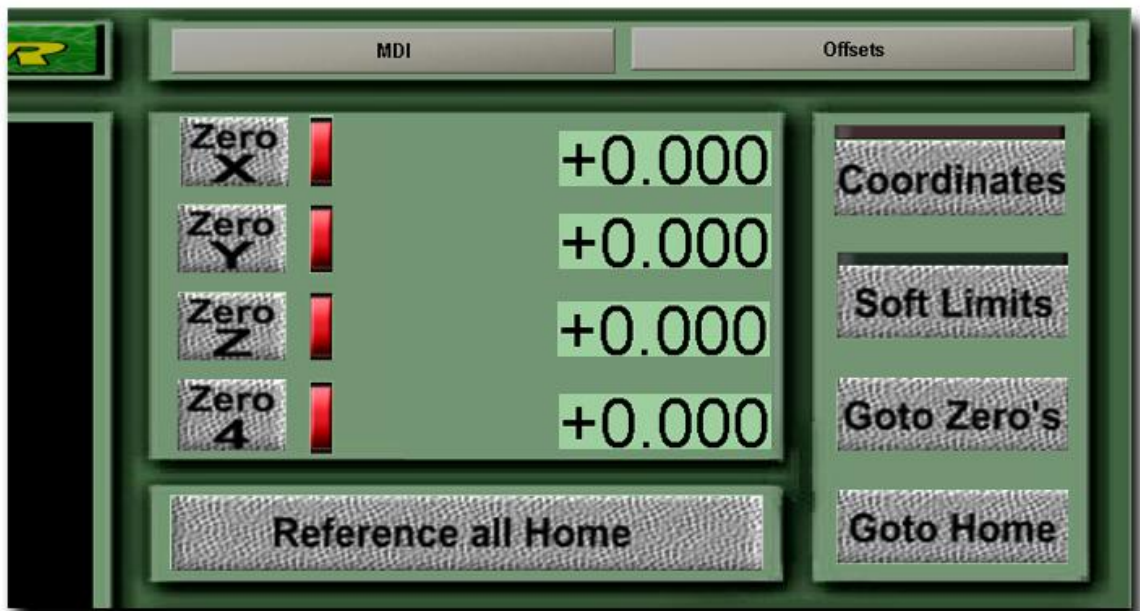 R
MDI
Offsets
Zero
X
+0.000
Zero
Y
+0.000
Zero
Z
+0.000
Zero
4
+0.000
Reference all Home
Coordinates
Soft Limits
Goto Zero's
Goto Home